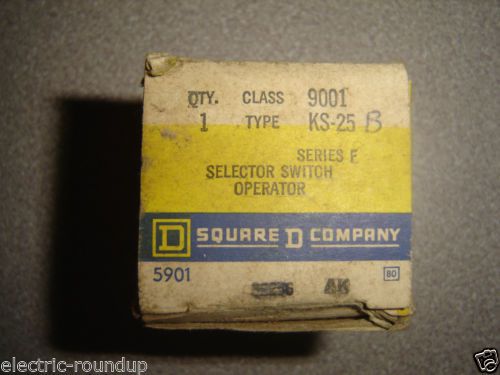 QTY. CLASS 9001
1 TYPE KS-25 B
SERIES F
SELECTOR SWITCH
OPERATOR
D SQUARE D COMPANY
5901 80
AK
electric-roundup